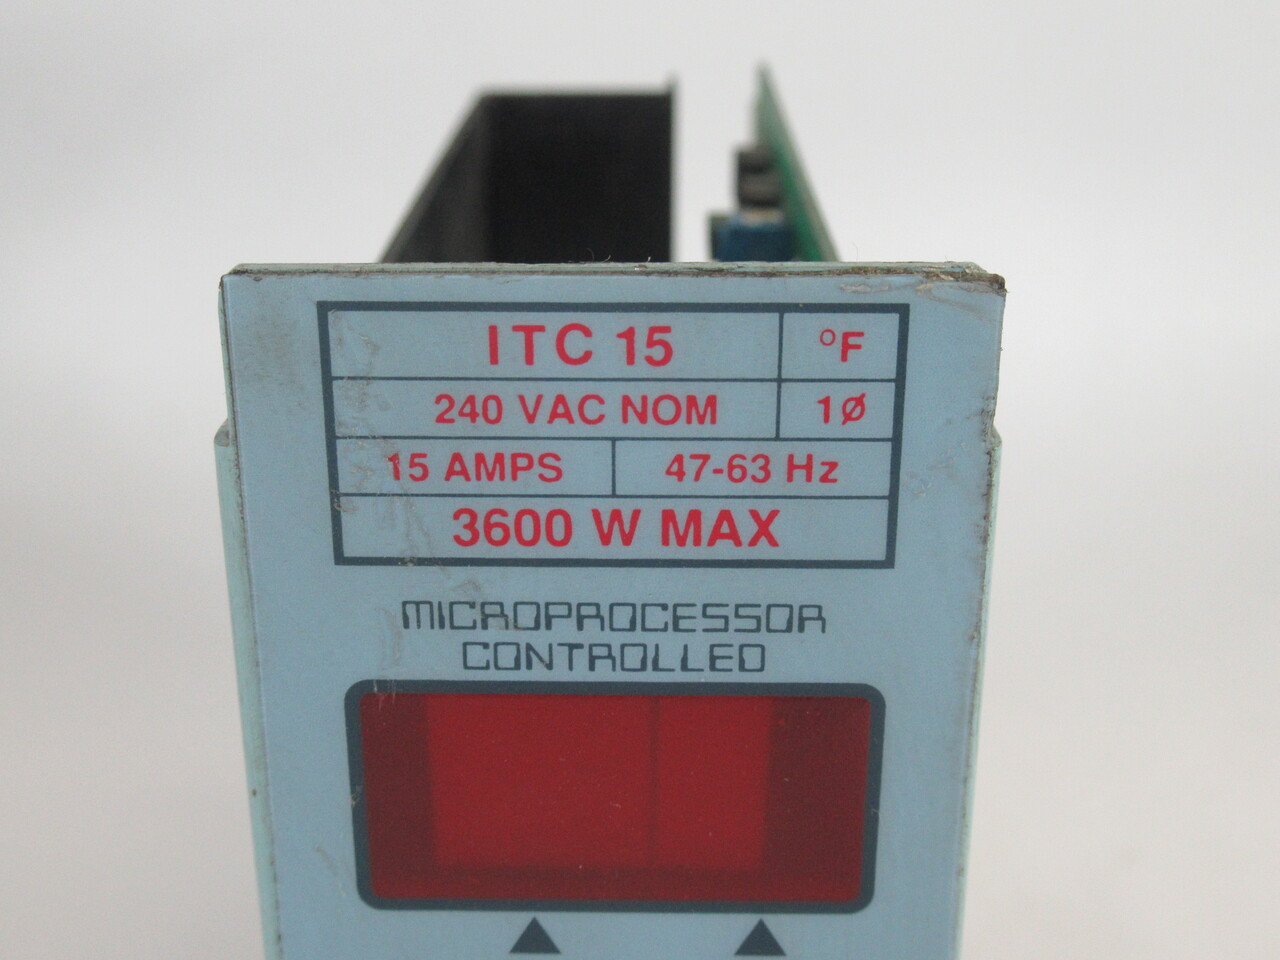 ITC 15 °F
240 VAC NOM 1Ø
15 AMPS 47-63 Hz
3600 W MAX
MICROPROCESSOR
CONTROLLED